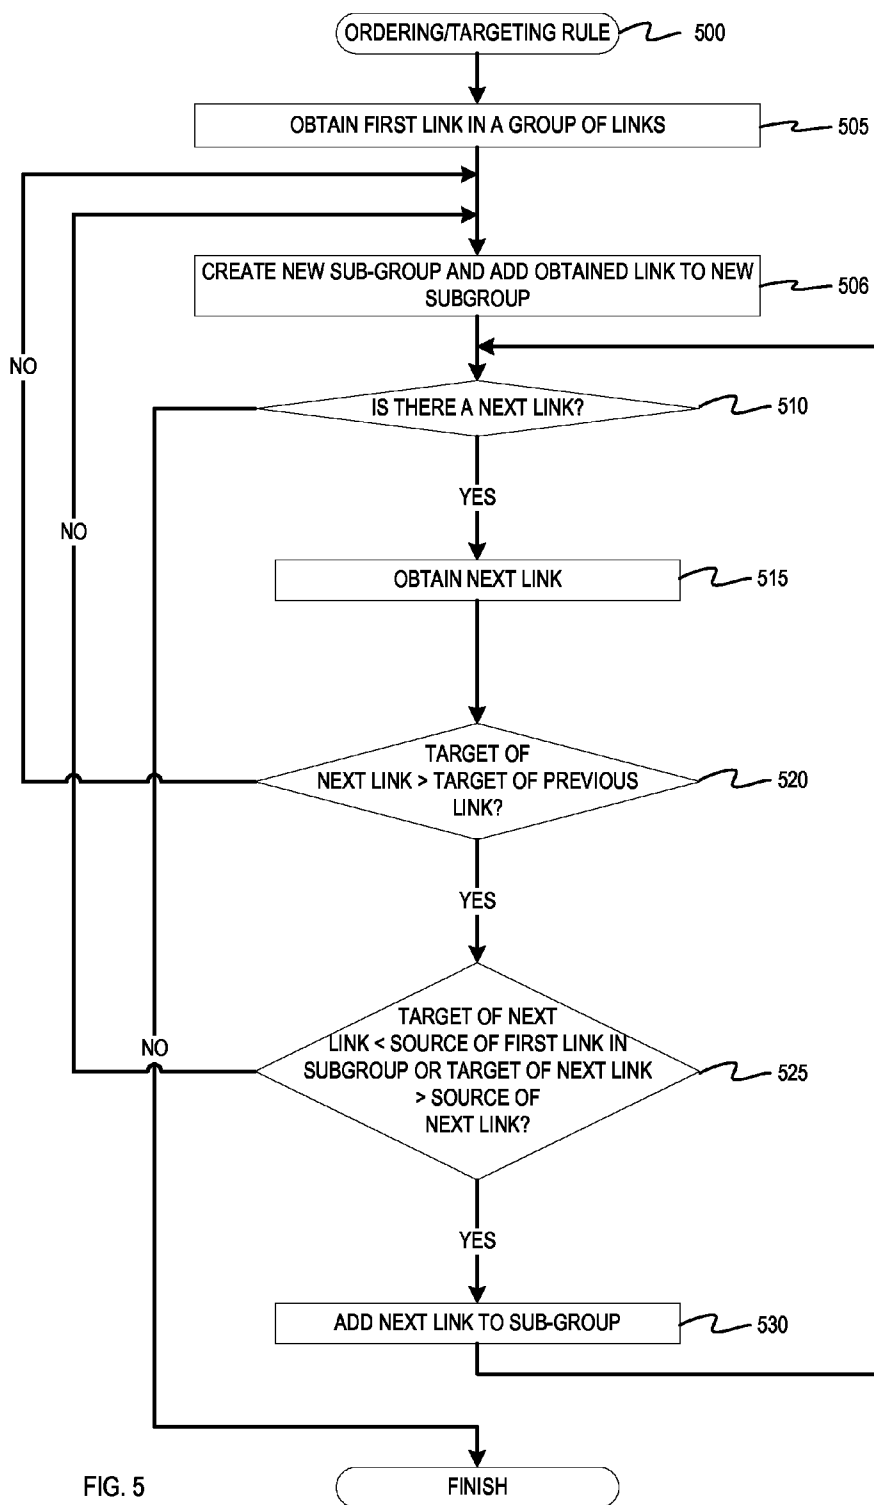 ORDERING/TARGETING RULE
500
OBTAIN FIRST LINK IN A GROUP OF LINKS
505
CREATE NEW SUB-GROUP AND ADD OBTAINED LINK TO NEW
SUBGROUP
506
NO
IS THERE A NEXT LINK?
510
YES
NO
OBTAIN NEXT LINK
515
TARGET OF
NEXT LINK > TARGET OF PREVIOUS
LINK?
520
YES
TARGET OF NEXT
LINK < SOURCE OF FIRST LINK IN
SUBGROUP OR TARGET OF NEXT LINK
> SOURCE OF
NEXT LINK?
525
NO
YES
ADD NEXT LINK TO SUB-GROUP
530
FIG. 5
FINISH